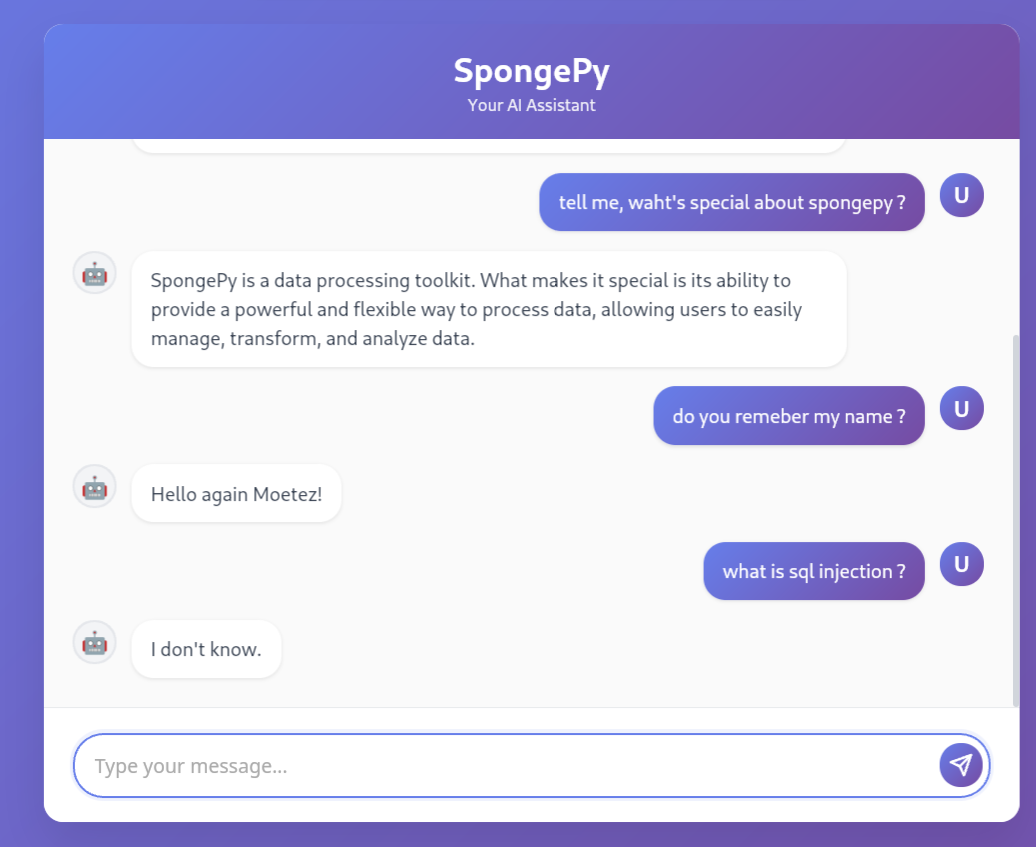 SpongePy
Your AI Assistant
tell me, waht's special about spongepy ?
U
SpongePy is a data processing toolkit. What makes it special is its ability to
provide a powerful and flexible way to process data, allowing users to easily
manage, transform, and analyze data.
do you remeber my name ?
U
Hello again Moetez!
what is sql injection ?
U
I don't know.
Type your message...